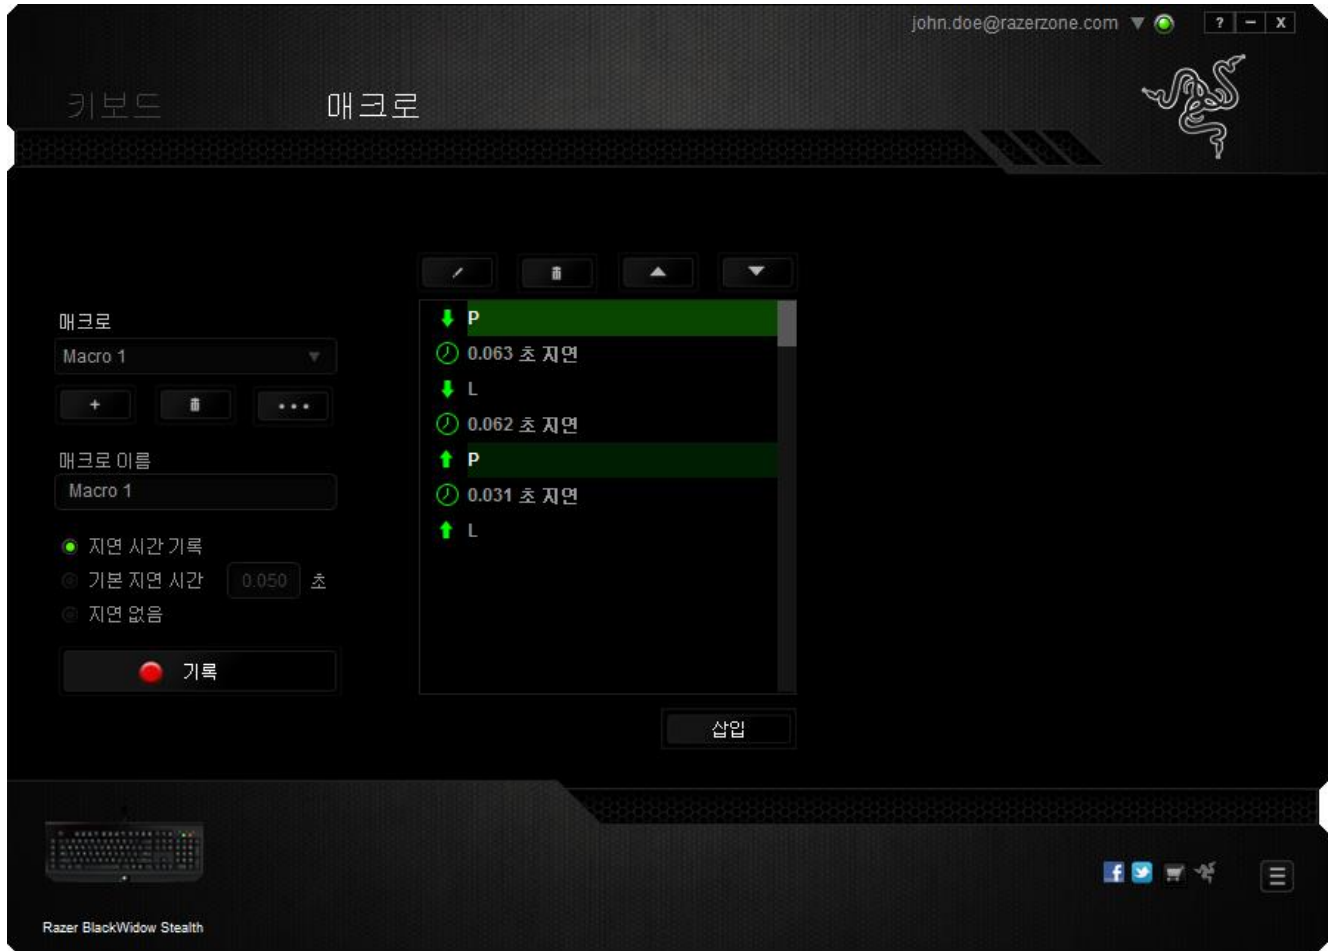 john.doe@razerzone.com
? – X
키보드 매크로
매크로
Macro 1
매크로 이름
Macro 1
지연 시간 기록
기본 지연 시간 0.050 초
지연 없음
기록
P
0.063 초 지연
L
0.062 초 지연
P
0.031 초 지연
L
삽입
Razer BlackWidow Stealth